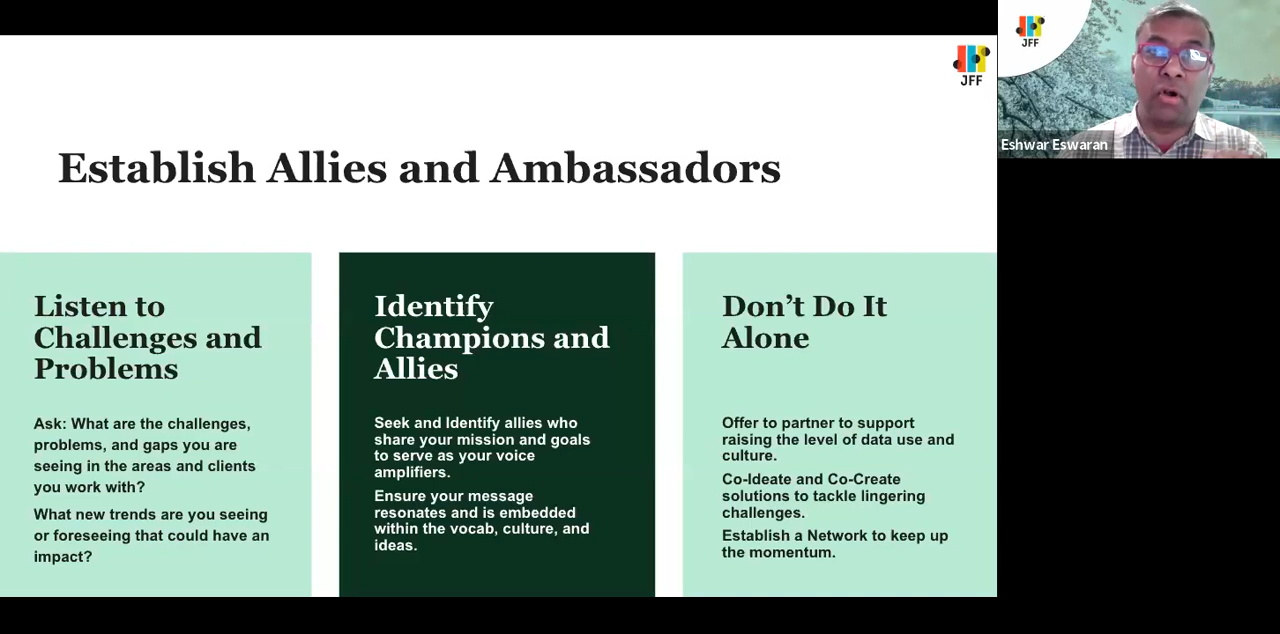 JFF
JFF
Eshwar Eswaran
Establish Allies and Ambassadors
Listen to
Challenges and
Problems
Ask: What are the challenges,
problems, and gaps you are
seeing in the areas and clients
you work with?
What new trends are you seeing
or foreseeing that could have an
impact?
Identify
Champions and
Allies
Seek and Identify allies who
share your mission and goals
to serve as your voice
amplifiers.
Ensure your message
resonates and is embedded
within the vocab, culture, and
ideas.
Don’t Do It
Alone
Offer to partner to support
raising the level of data use and
culture.
Co-Ideate and Co-Create
solutions to tackle lingering
challenges.
Establish a Network to keep up
the momentum.